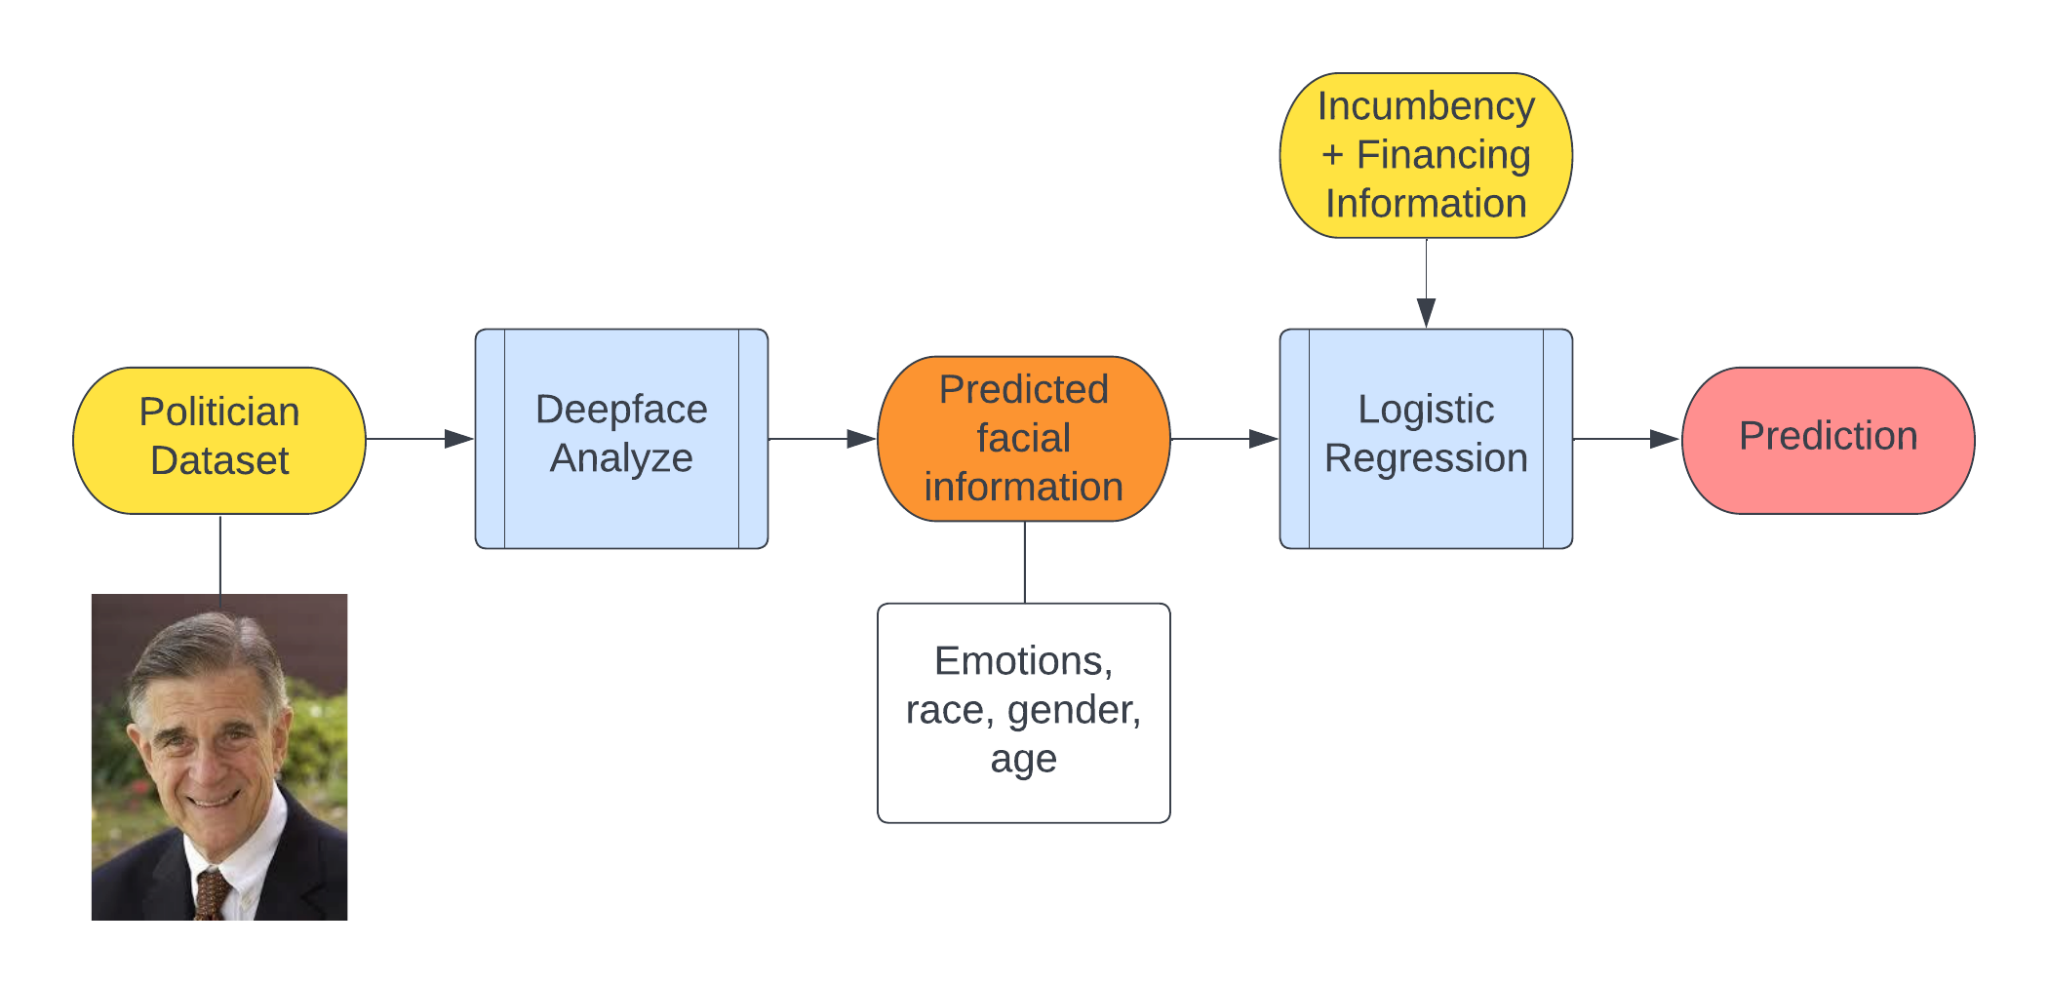 Incumbency
+ Financing
Information
Politician
Dataset
Deepface
Analyze
Predicted
facial
information
Logistic
Regression
Prediction
Emotions,
race, gender,
age